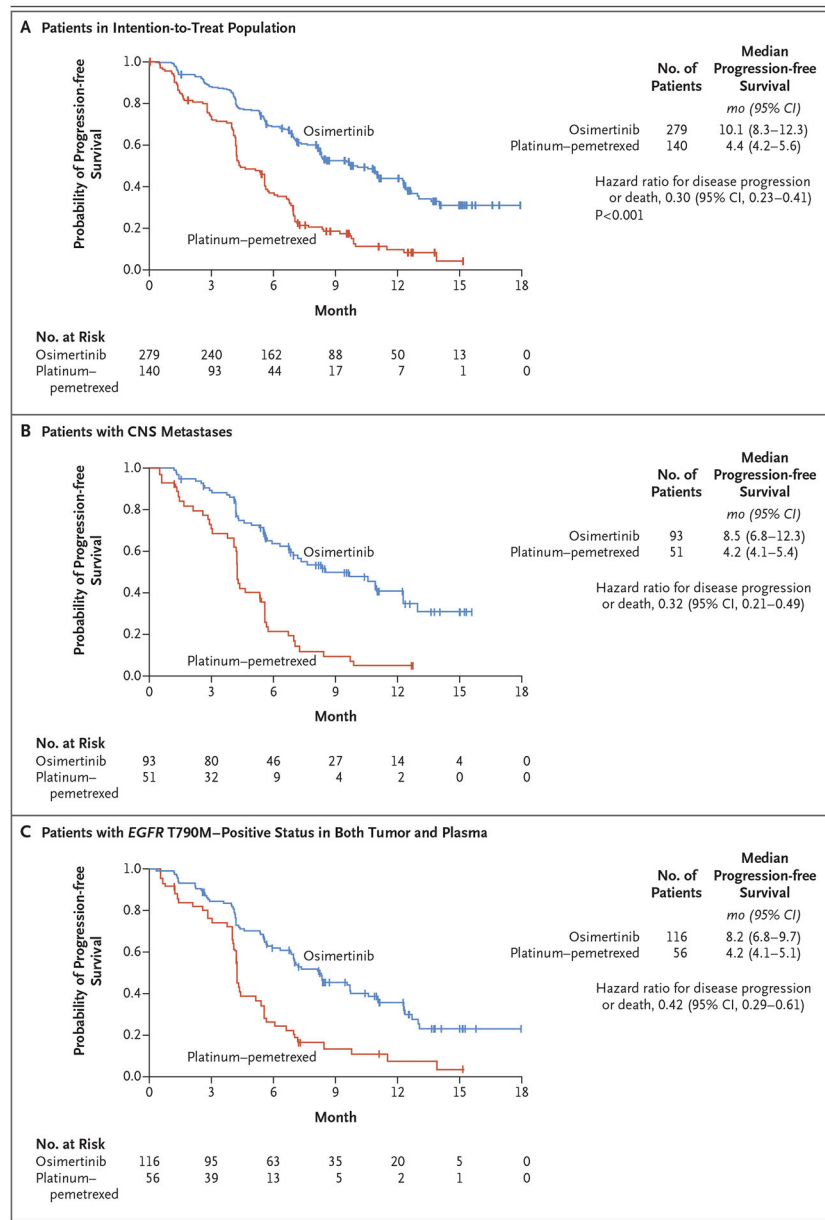 A Patients in Intention-to-Treat Population
Probability of Progression-free
Survival
1.0
0.8
0.6
0.4
0.2
0.0
0 3 6 9 12 15 18
Month
Osimertinib
Platinum–pemetrexed
No. of
Patients
Median
Progression-free
Survival
mo (95% CI)
Osimertinib 279 10.1 (8.3–12.3)
Platinum–pemetrexed 140 4.4 (4.2–5.6)
Hazard ratio for disease progression
or death, 0.30 (95% CI, 0.23–0.41)
P<0.001
No. at Risk
Osimertinib 279 240 162 88 50 13 0
Platinum– 140 93 44 17 7 1 0
pemetrexed
B Patients with CNS Metastases
Probability of Progression-free
Survival
1.0
0.8
0.6
0.4
0.2
0.0
0 3 6 9 12 15 18
Month
Osimertinib
Platinum–pemetrexed
No. of
Patients
Median
Progression-free
Survival
mo (95% CI)
Osimertinib 93 8.5 (6.8–12.3)
Platinum–pemetrexed 51 4.2 (4.1–5.4)
Hazard ratio for disease progression
or death, 0.32 (95% CI, 0.21–0.49)
No. at Risk
Osimertinib 93 80 46 27 14 4 0
Platinum– 51 32 9 4 2 0 0
pemetrexed
C Patients with EGFR T790M–Positive Status in Both Tumor and Plasma
Probability of Progression-free
Survival
1.0
0.8
0.6
0.4
0.2
0.0
0 3 6 9 12 15 18
Month
Osimertinib
Platinum–pemetrexed
No. of
Patients
Median
Progression-free
Survival
mo (95% CI)
Osimertinib 116 8.2 (6.8–9.7)
Platinum–pemetrexed 56 4.2 (4.1–5.1)
Hazard ratio for disease progression
or death, 0.42 (95% CI, 0.29–0.61)
No. at Risk
Osimertinib 116 95 63 35 20 5 0
Platinum– 56 39 13 5 2 1 0
pemetrexed